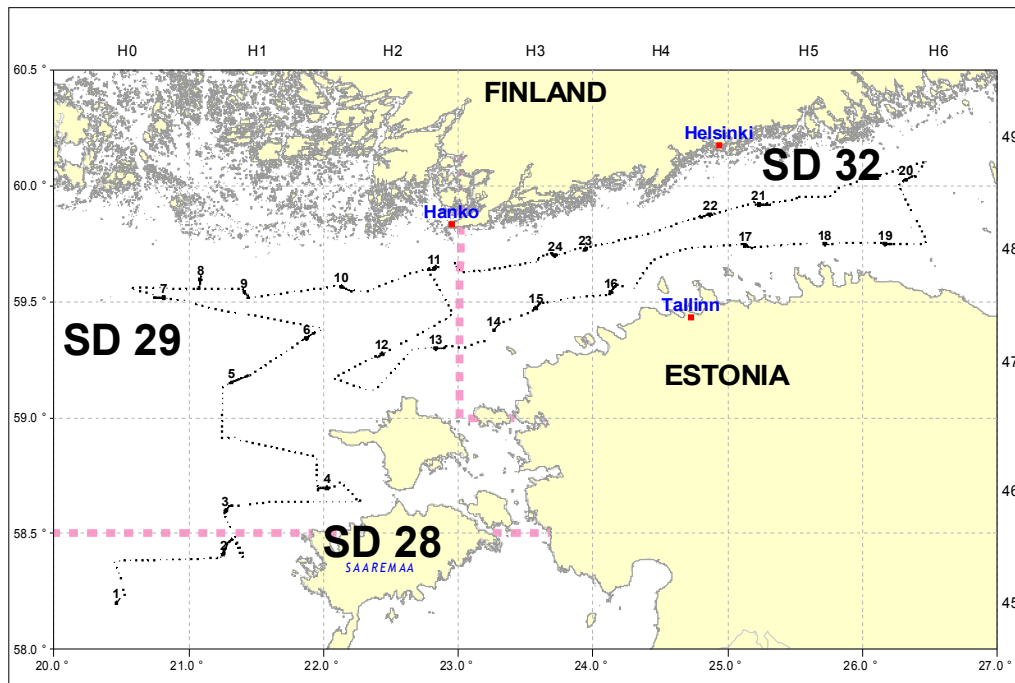 H0 H1 H2 H3 H4 H5 H6
60.5 °
FINLAND
Helsinki
49
SD 32
20
60.0 °
Hanko
22 21
24 23 17 18 19
48
11
8
7 9 10
16
59.5 °
15
Tallinn
14
6
12 13
SD 29
47
5
ESTONIA
59.0 °
4
46
3
58.5 °
2
SD 28
SAAREMAA
1
45
58.0 °
20.0 ° 21.0 ° 22.0 ° 23.0 ° 24.0 ° 25.0 ° 26.0 ° 27.0 °